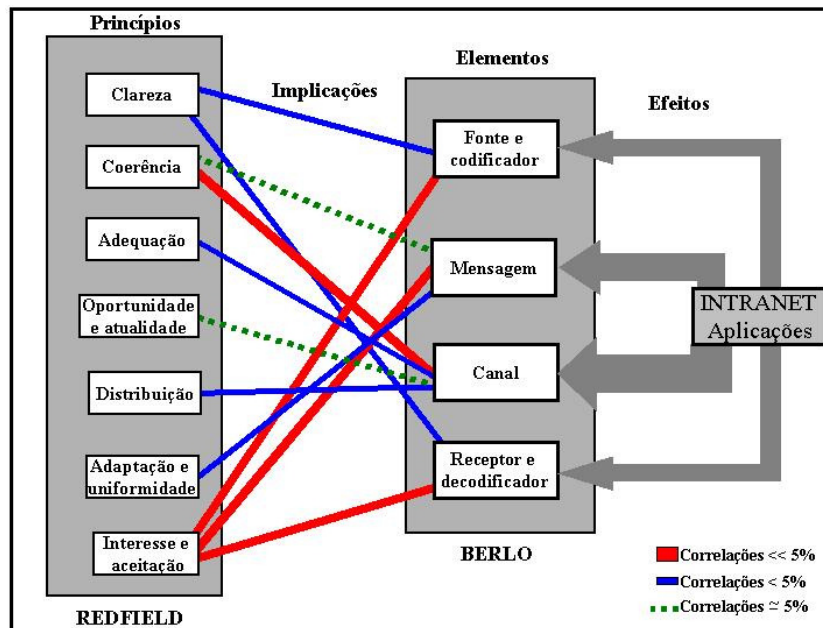 Princípios
Clareza
Coerência
Adequação
Oportunidade
e atualidade
Distribuição
Adaptação e
uniformidade
Interesse e
aceitação
REDFIELD
Implicações
Elementos
Fonte e
codificador
Mensagem
Canal
Receptor e
decodificador
BERLO
Efeitos
INTRANET
Aplicações
Correlações << 5%
Correlações < 5%
Correlações ≃ 5%